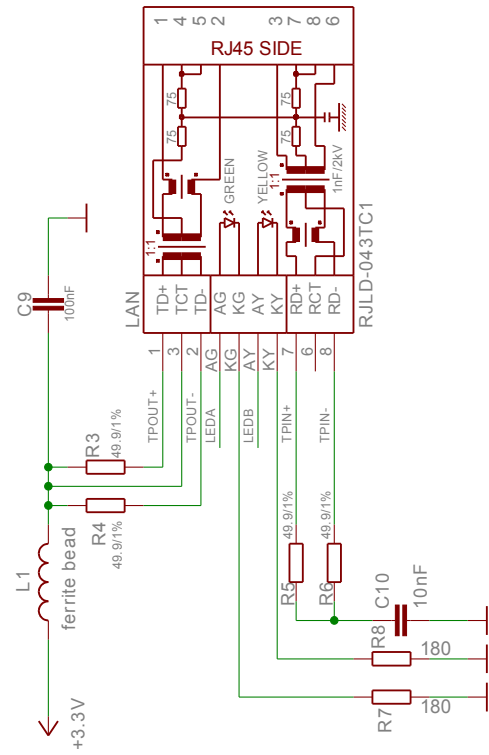 1 4 5 2 3 7 8 6
RJ45 SIDE
75
75
75
75
1nF/2kV
GREEN
YELLOW
1:1
1:1
LAN
TD+
TCT
TD-
AG
KG
AY
KY
RD+
RCT
RD-
RJLD-043TC1
1
3
2
AG
KG
AY
KY
7
6
8
TPOUT+
TPOUT-
LEDA
LEDB
TPIN+
TPIN-
C9
100nF
R3
49.9/1%
R4
49.9/1%
L1
ferrite bead
+3.3V
49.9/1%
R5
49.9/1%
R6
C10
10nF
R8
180
R7
180